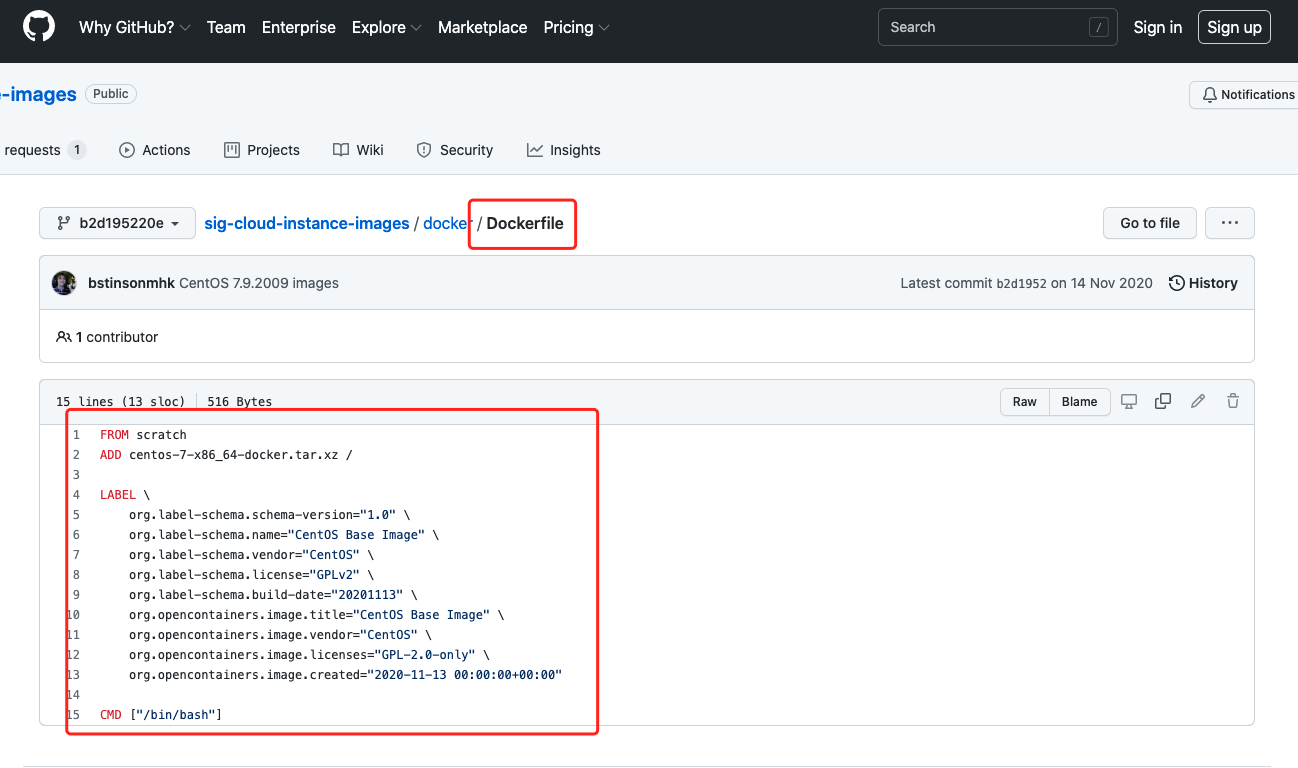 Why GitHub? Team Enterprise Explore Marketplace Pricing Search / Sign in Sign up
-images Public Notifications
requests 1 Actions Projects Wiki Security Insights
b2d195220e sig-cloud-instance-images / docker / Dockerfile Go to file ...
bstinsonmhk CentOS 7.9.2009 images Latest commit b2d1952 on 14 Nov 2020 History
1 contributor
15 lines (13 sloc) 516 Bytes Raw Blame
1 FROM scratch
2 ADD centos-7-x86_64-docker.tar.xz /
3
4 LABEL \
5 org.label-schema.schema-version="1.0" \
6 org.label-schema.name="CentOS Base Image" \
7 org.label-schema.vendor="CentOS" \
8 org.label-schema.license="GPLv2" \
9 org.label-schema.build-date="20201113" \
10 org.opencontainers.image.title="CentOS Base Image" \
11 org.opencontainers.image.vendor="CentOS" \
12 org.opencontainers.image.licenses="GPL-2.0-only" \
13 org.opencontainers.image.created="2020-11-13 00:00:00+00:00"
14
15 CMD ["/bin/bash"]